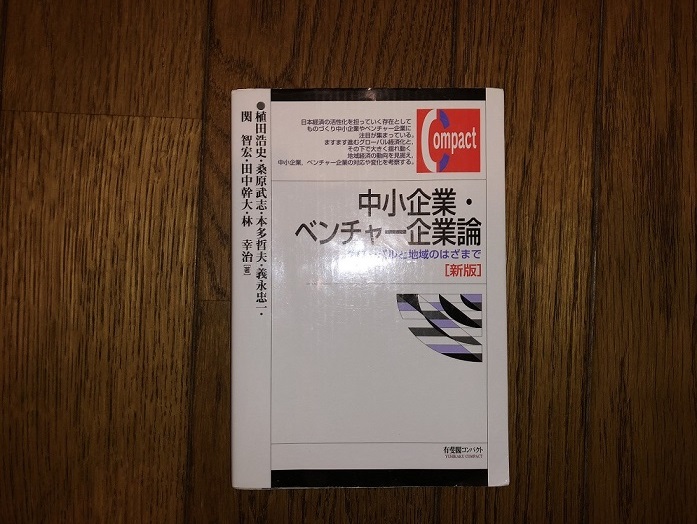 ●植田浩史・桑原武志・本多哲夫・義永忠一・
関 智宏・田中幹大・林 幸治[著]
Compact
日本経済の活性化を担っていく存在として
ものづくり中小企業やベンチャー企業に
注目が集まっている。
ますます進むグローバル経済化と、
その下で大きく揺れ動く
地域経済の動向を見据え、
中小企業、ベンチャー企業の対応や変化を考察する。
中小企業・
ベンチャー企業論
グローバルと地域のはざまで
[新版]
有斐閣コンパクト
YUHIKAKU COMPACT